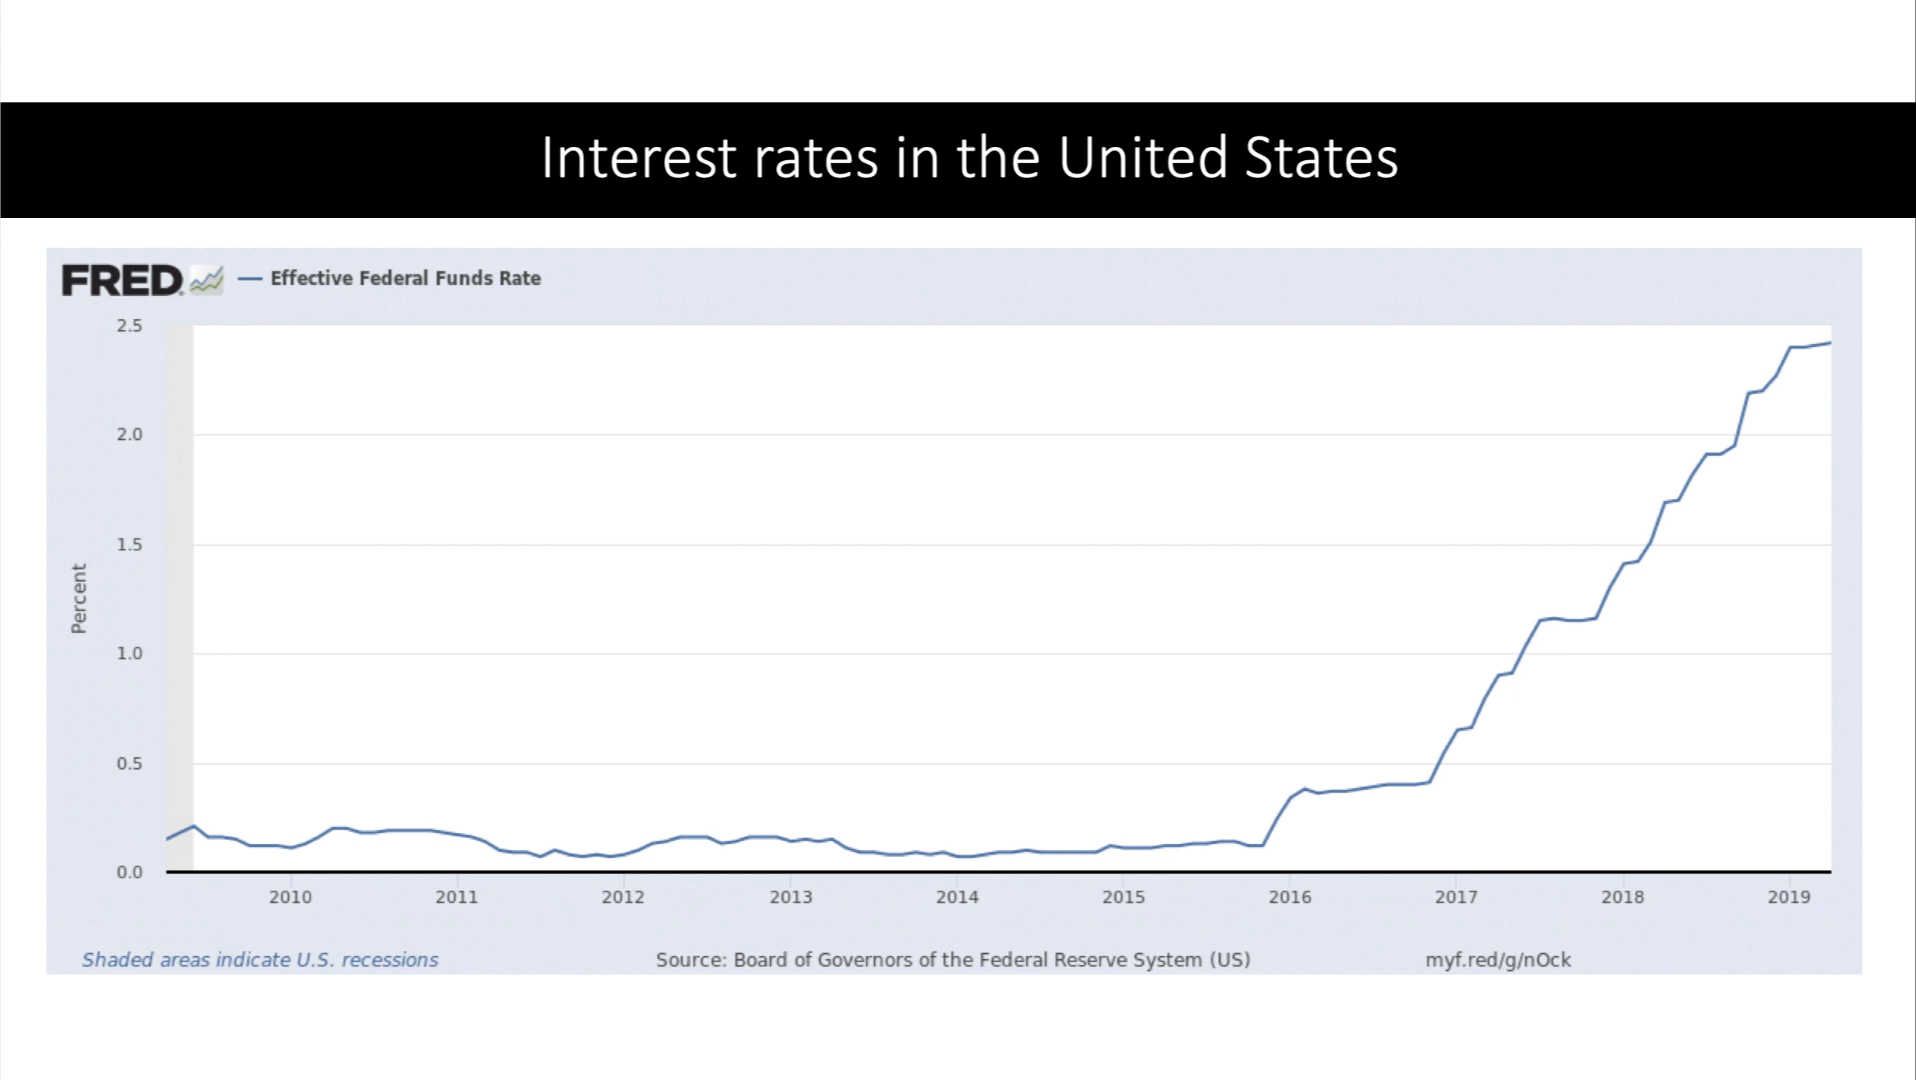 Interest rates in the United States
FRED Effective Federal Funds Rate
2.5
2.0
1.5
1.0
0.5
0.0
Percent
2010 2011 2012 2013 2014 2015 2016 2017 2018 2019
Shaded areas indicate U.S. recessions Source: Board of Governors of the Federal Reserve System (US) myf.red/g/nOck